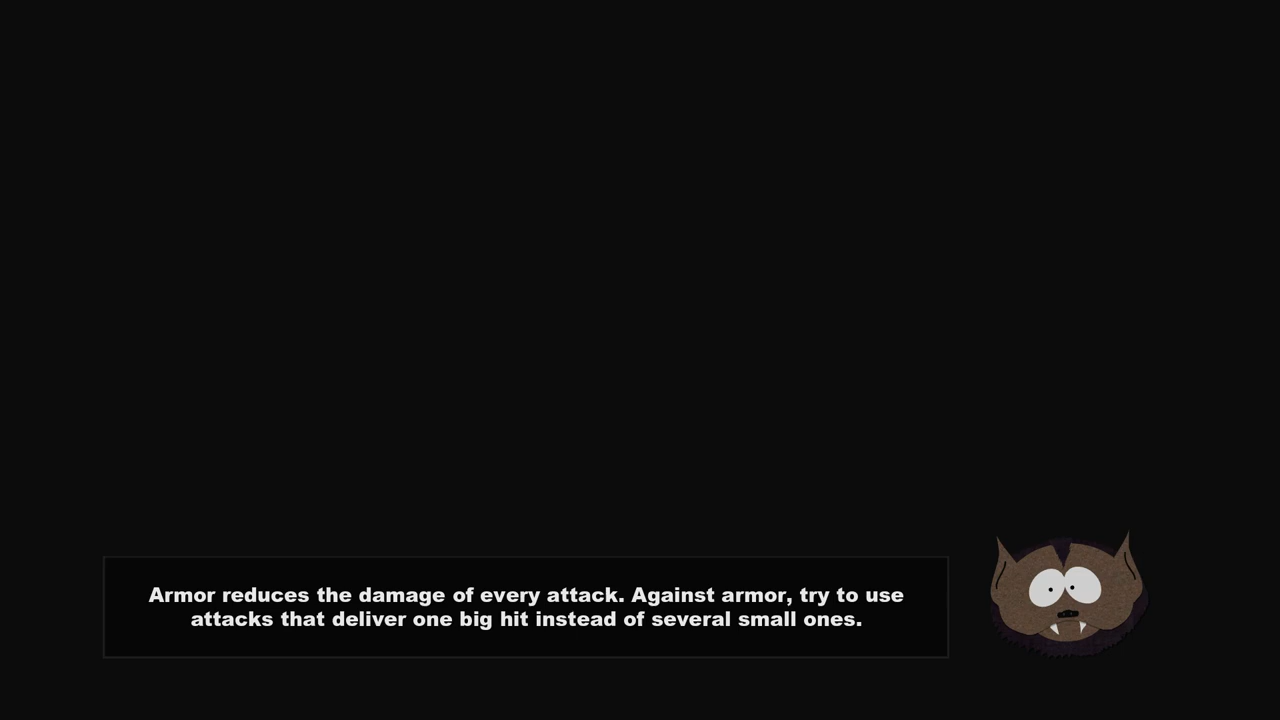 Armor reduces the damage of every attack. Against armor, try to use
attacks that deliver one big hit instead of several small ones.